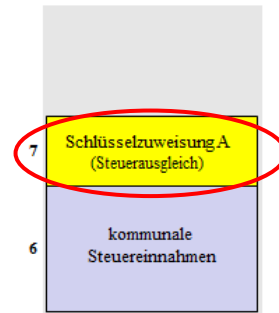 7
Schlüsselzuweisung A
(Steuerausgleich)
6
kommunale
Steuereinnahmen